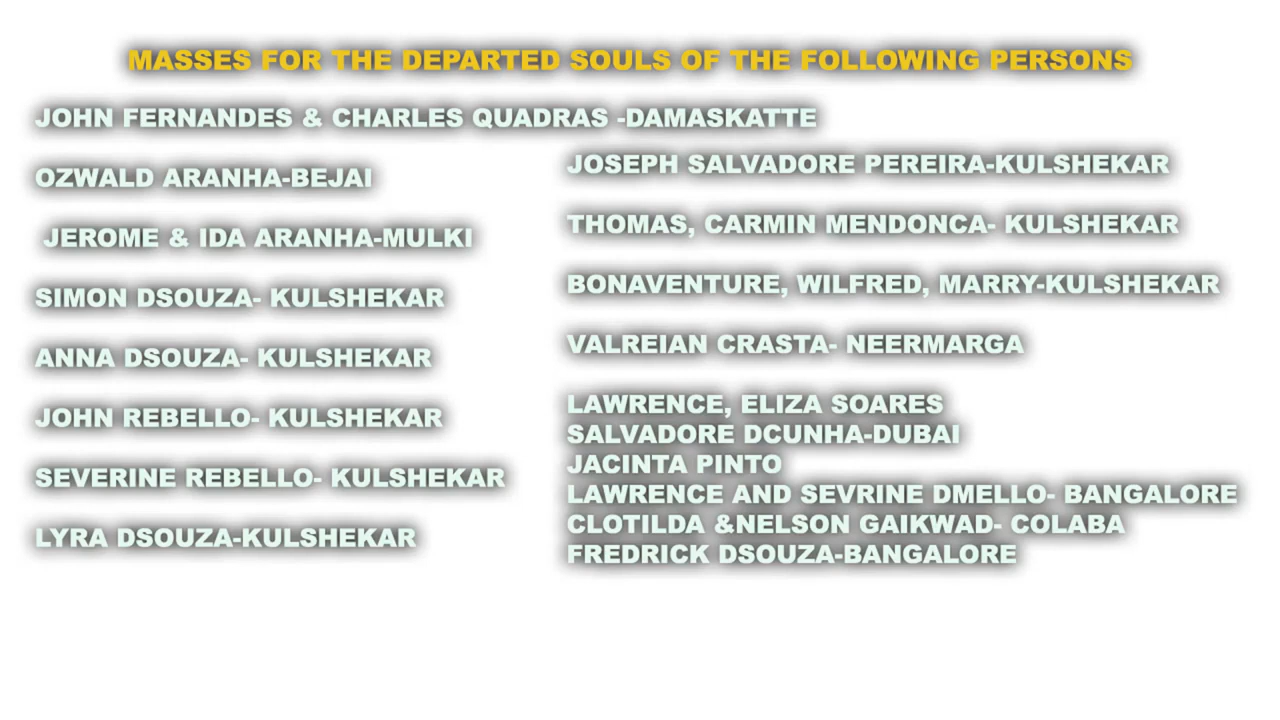 MASSES FOR THE DEPARTED SOULS OF THE FOLLOWING PERSONS
JOHN FERNANDES & CHARLES QUADRAS -DAMASKATTE
OZWALD ARANHA-BEJAI
JEROME & IDA ARANHA-MULKI
SIMON DSOUZA- KULSHEKAR
ANNA DSOUZA- KULSHEKAR
JOHN REBELLO- KULSHEKAR
SEVERINE REBELLO- KULSHEKAR
LYRA DSOUZA-KULSHEKAR
JOSEPH SALVADORE PEREIRA-KULSHEKAR
THOMAS, CARMIN MENDONCA- KULSHEKAR
BONAVENTURE, WILFRED, MARRY-KULSHEKAR
VALREIAN CRASTA- NEERMARGA
LAWRENCE, ELIZA SOARES
SALVADORE DCUNHA-DUBAI
JACINTA PINTO
LAWRENCE AND SEVRINE DMELLO- BANGALORE
CLOTILDA &NELSON GAIKWAD- COLABA
FREDRICK DSOUZA-BANGALORE